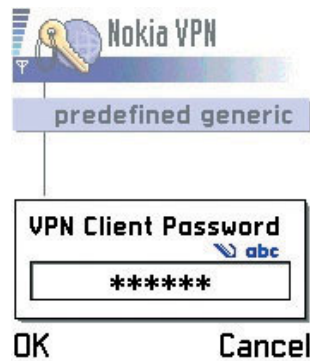 Nokia VPN
predefined generic
VPN Client Password
abc
******
OK Cancel